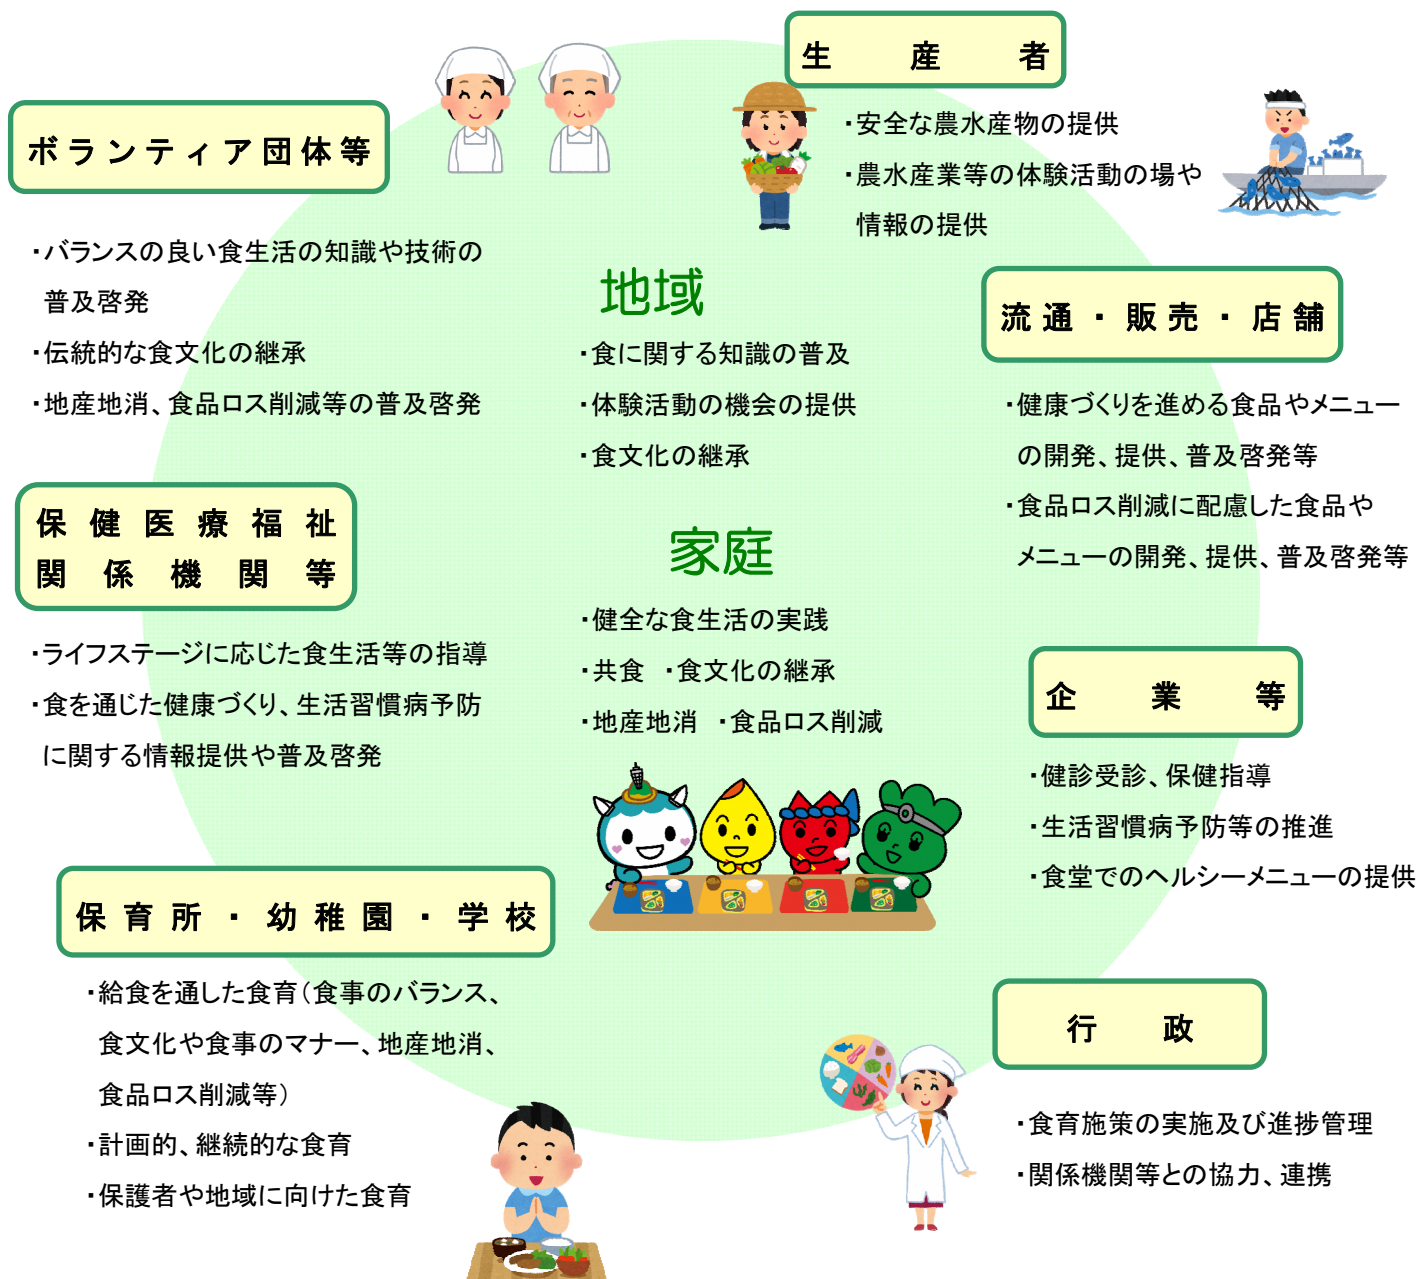 生産者
・安全な農水産物の提供
・農水産業等の体験活動の場や
情報の提供
ボランティア団体等
・バランスの良い食生活の知識や技術の
普及啓発
・伝統的な食文化の継承
・地産地消、食品ロス削減等の普及啓発
地域
・食に関する知識の普及
・体験活動の機会の提供
・食文化の継承
流通・販売・店舗
・健康づくりを進める食品やメニュー
の開発、提供、普及啓発等
・食品ロス削減に配慮した食品や
メニューの開発、提供、普及啓発等
保健医療福祉
関係機関等
・ライフステージに応じた食生活等の指導
・食を通じた健康づくり、生活習慣病予防
に関する情報提供や普及啓発
家庭
・健全な食生活の実践
・共食 ・食文化の継承
・地産地消 ・食品ロス削減
企業等
・健診受診、保健指導
・生活習慣病予防等の推進
・食堂でのヘルシーメニューの提供
保育所・幼稚園・学校
・給食を通した食育(食事のバランス、
食文化や食事のマナー、地産地消、
食品ロス削減等)
・計画的、継続的な食育
・保護者や地域に向けた食育
行政
・食育施策の実施及び進捗管理
・関係機関等との協力、連携